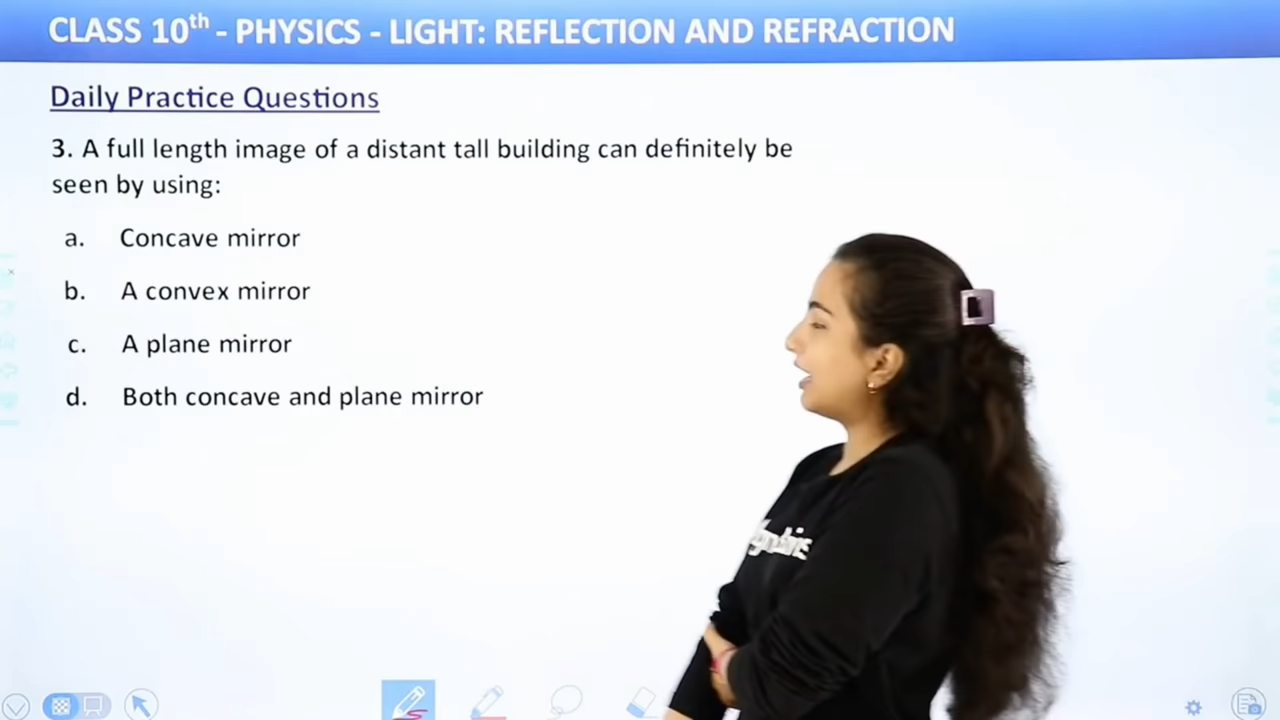 CLASS 10th - PHYSICS - LIGHT: REFLECTION AND REFRACTION
Daily Practice Questions
3. A full length image of a distant tall building can definitely be
seen by using:
a. Concave mirror
b. A convex mirror
c. A plane mirror
d. Both concave and plane mirror